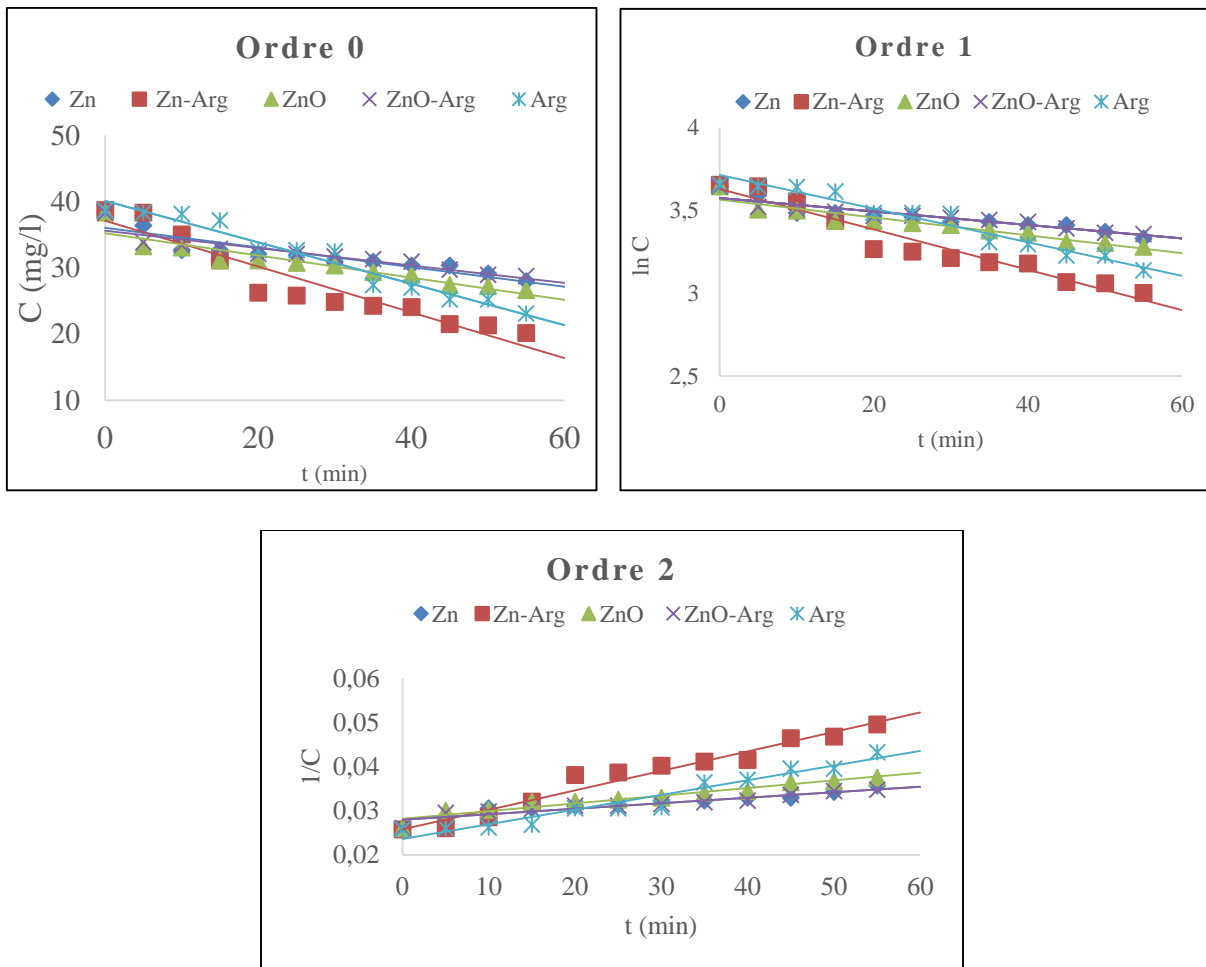 Ordre 0
Zn Zn-Arg ZnO ZnO-Arg Arg
50
40
30
20
10
C (mg/l)
0 20 40 60
t (min)
Ordre 1
Zn Zn-Arg ZnO ZnO-Arg Arg
4
3,5
3
2,5
ln C
0 20 40 60
t (min)
Ordre 2
Zn Zn-Arg ZnO ZnO-Arg Arg
0,06
0,05
0,04
0,03
0,02
1/C
0 10 20 30 40 50 60
t (min)